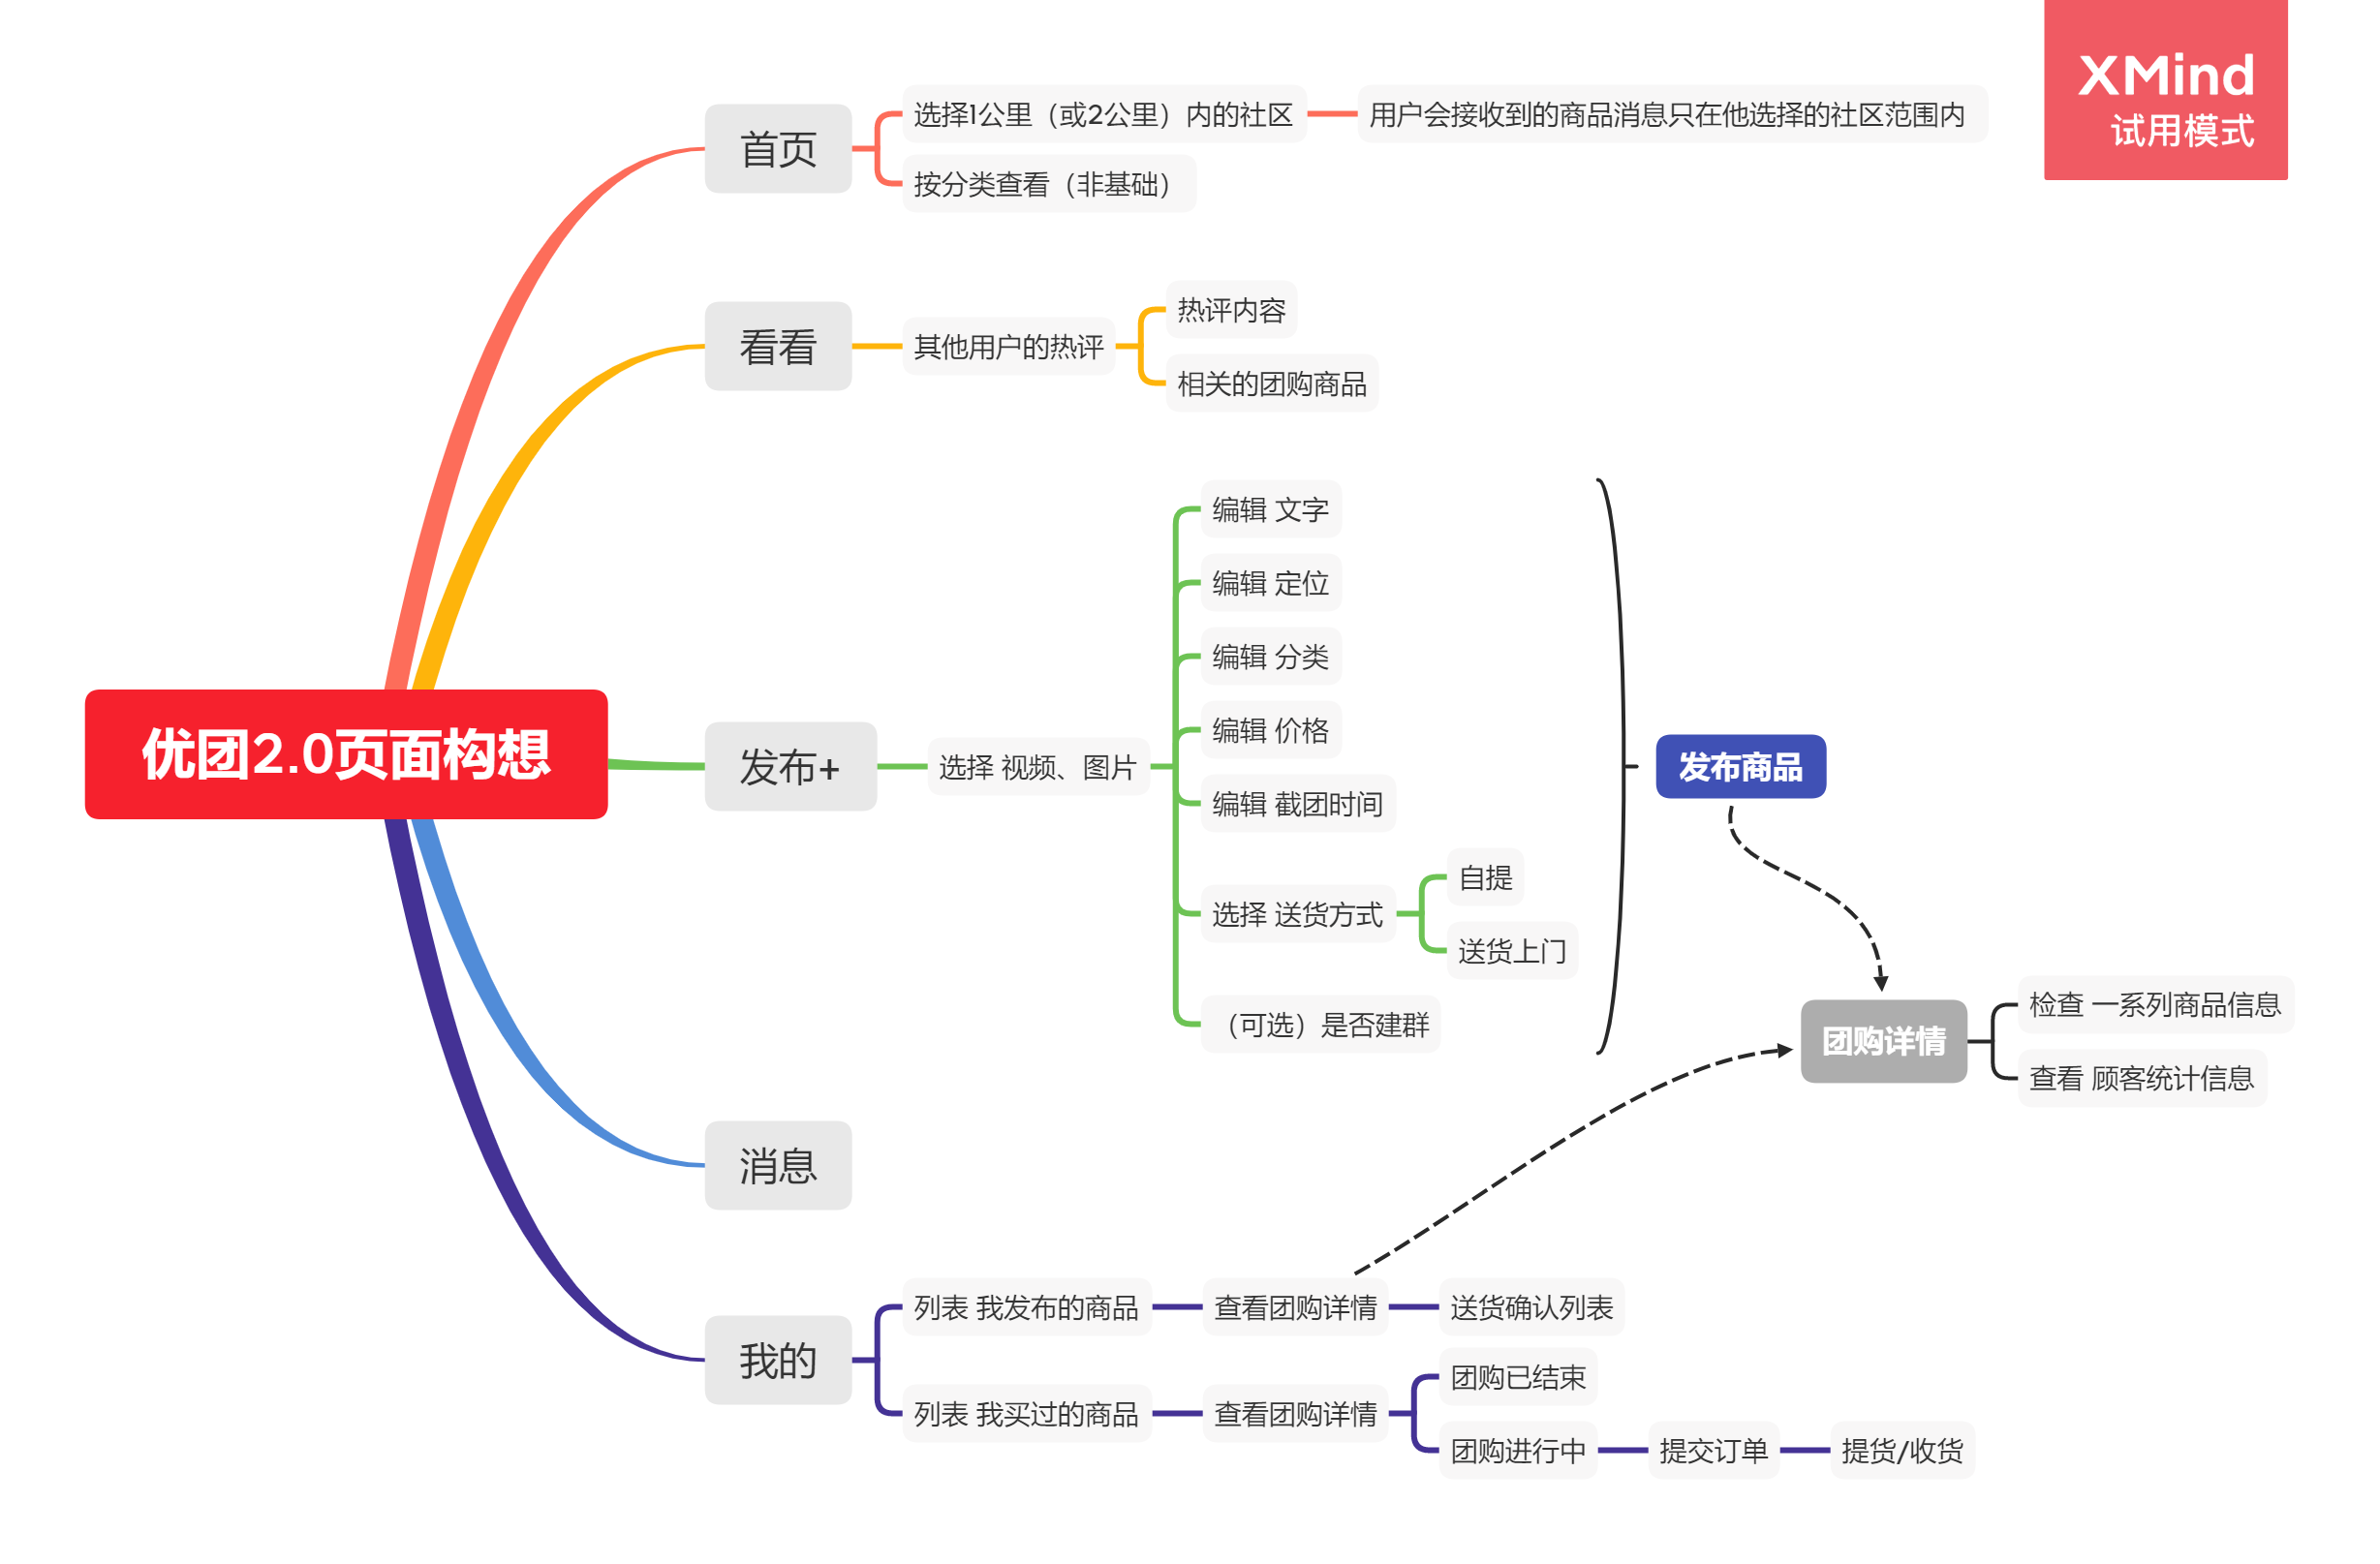 XMind
试用模式
优团2.0页面构想
首页
选择1公里（或2公里）内的社区
用户会接收到的商品消息只在他选择的社区范围内
按分类查看（非基础）
看看
其他用户的热评
热评内容
相关的团购商品
发布+
选择 视频、图片
编辑 文字
编辑 定位
编辑 分类
编辑 价格
编辑 截团时间
选择 送货方式
自提
送货上门
（可选）是否建群
发布商品
团购详情
检查 一系列商品信息
查看 顾客统计信息
消息
我的
列表 我发布的商品
查看团购详情
送货确认列表
列表 我买过的商品
查看团购详情
团购已结束
团购进行中
提交订单
提货/收货